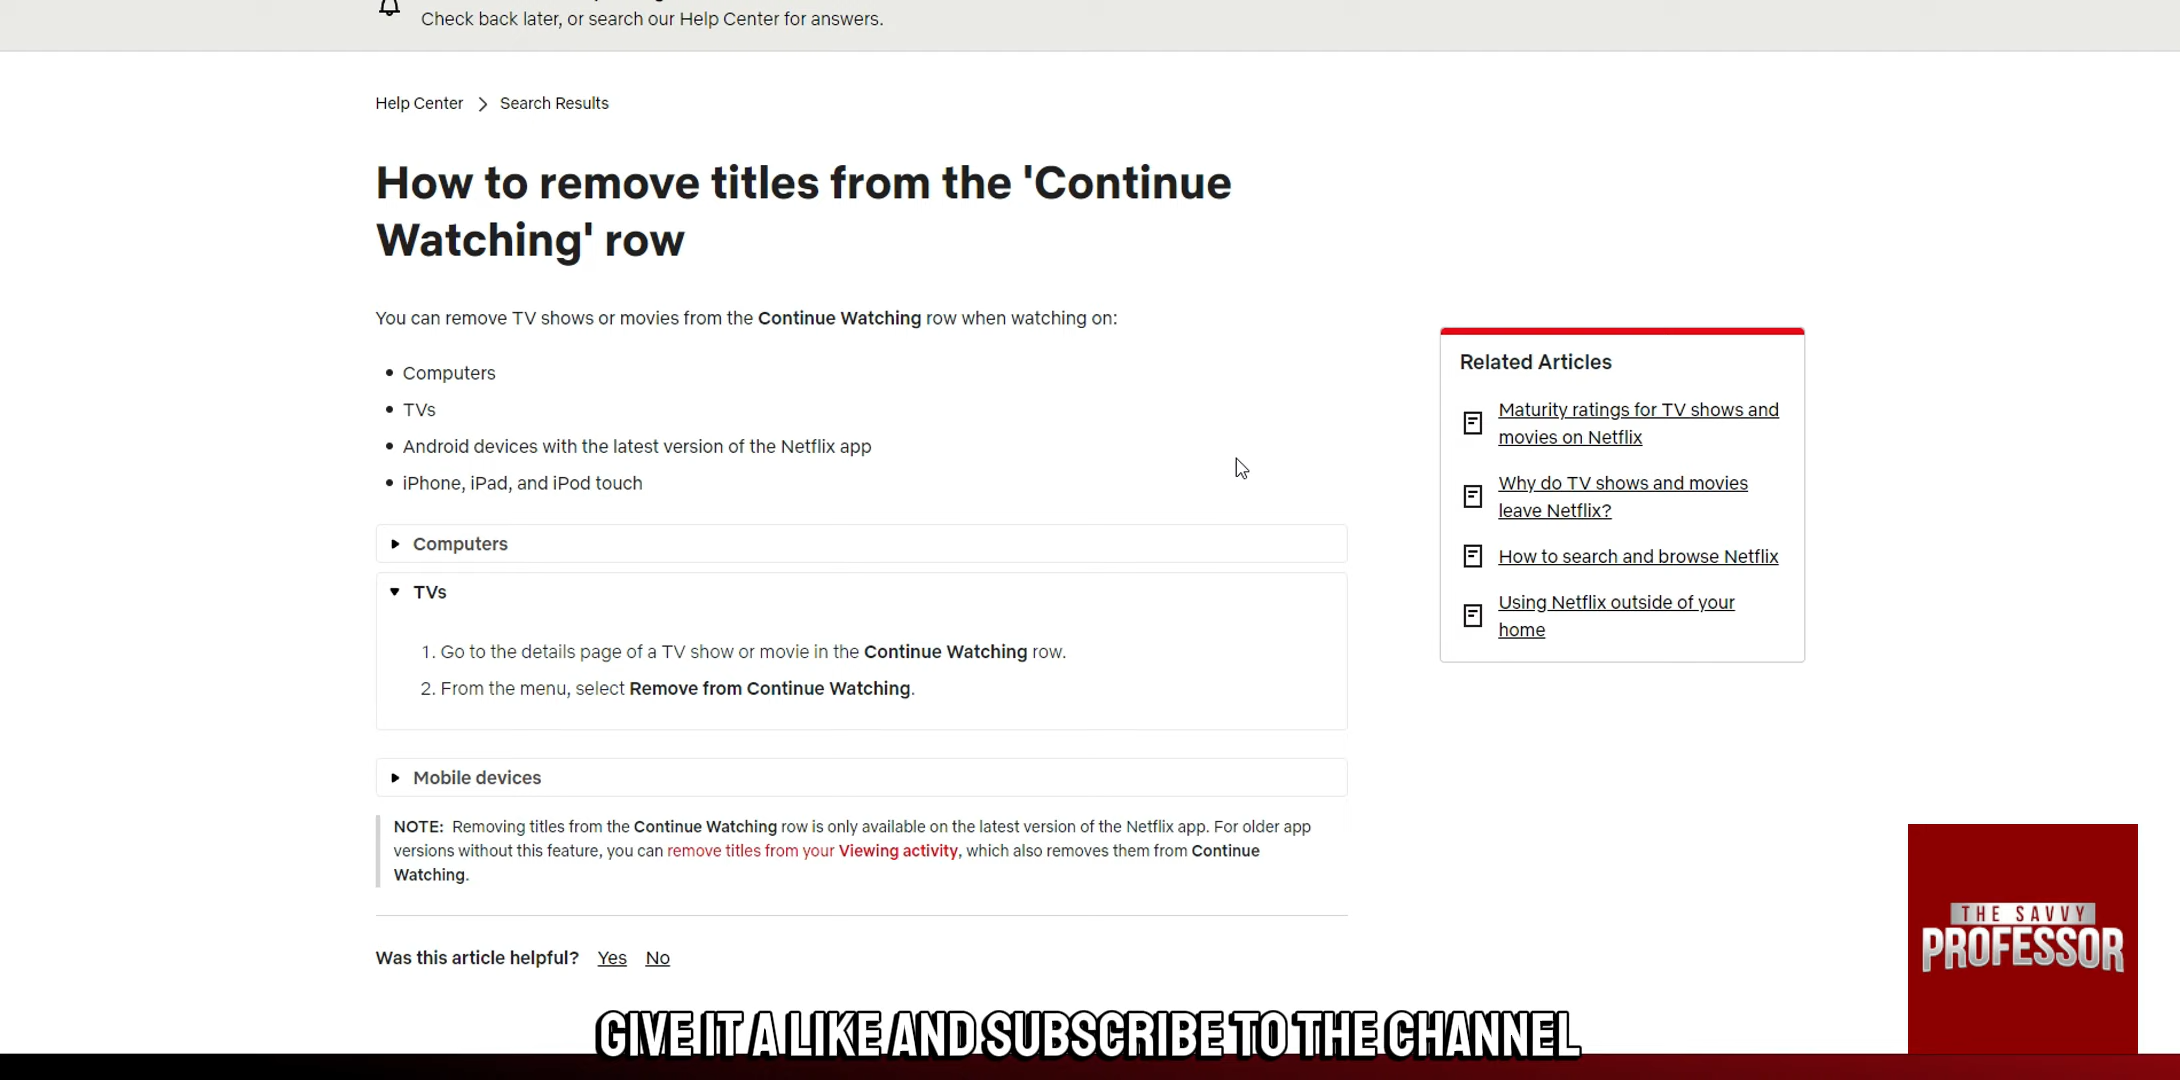 Check back later, or search our Help Center for answers.
Help Center > Search Results
How to remove titles from the 'Continue
Watching' row
You can remove TV shows or movies from the Continue Watching row when watching on:
• Computers
• TVs
• Android devices with the latest version of the Netflix app
• iPhone, iPad, and iPod touch
Computers
TVs
1. Go to the details page of a TV show or movie in the Continue Watching row.
2. From the menu, select Remove from Continue Watching.
Mobile devices
NOTE: Removing titles from the Continue Watching row is only available on the latest version of the Netflix app. For older app
versions without this feature, you can remove titles from your Viewing activity, which also removes them from Continue
Watching.
Was this article helpful? Yes No
Related Articles
Maturity ratings for TV shows and
movies on Netflix
Why do TV shows and movies
leave Netflix?
How to search and browse Netflix
Using Netflix outside of your
home
THE SAVVY
PROFESSOR
GIVE IT A LIKE AND SUBSCRIBE TO THE CHANNEL